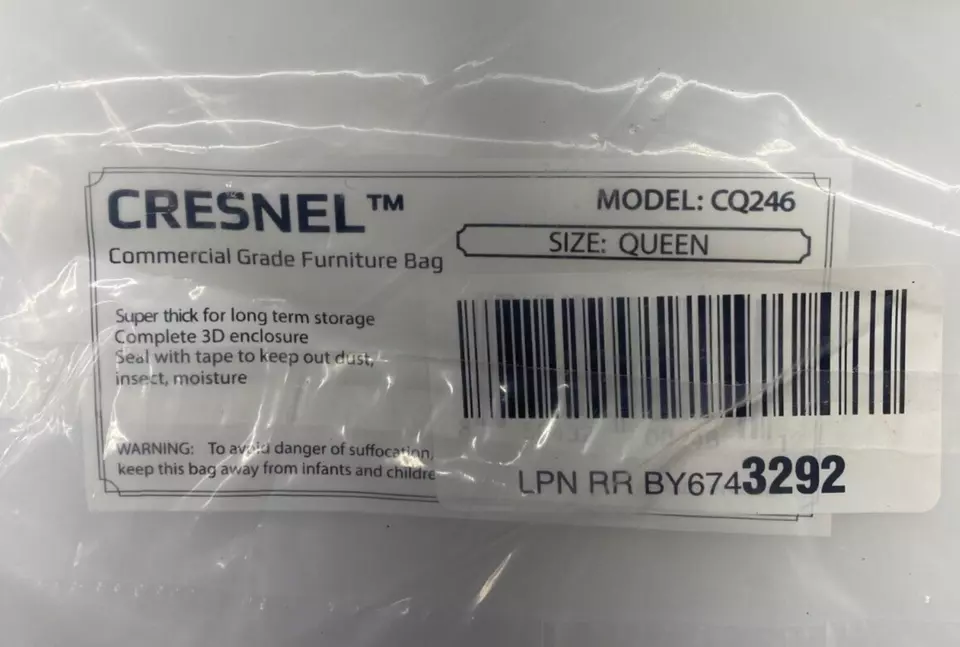 CRESNEL™
Commercial Grade Furniture Bag
MODEL: CQ246
SIZE: QUEEN
Super thick for long term storage
Complete 3D enclosure
Seal with tape to keep out dust,
insect, moisture
WARNING: To avoid danger of suffocation,
keep this bag away from infants and childre
LPN RR BY6743292